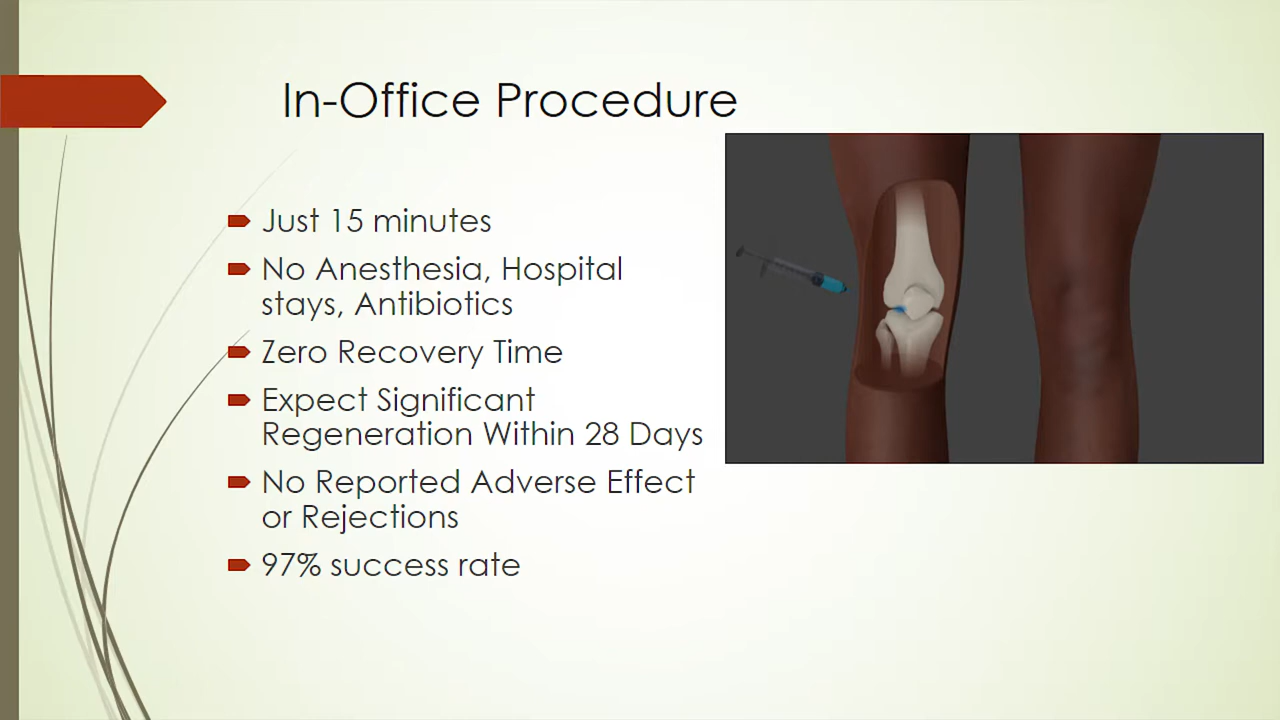 In-Office Procedure
Just 15 minutes
No Anesthesia, Hospital
stays, Antibiotics
Zero Recovery Time
Expect Significant
Regeneration Within 28 Days
No Reported Adverse Effect
or Rejections
97% success rate